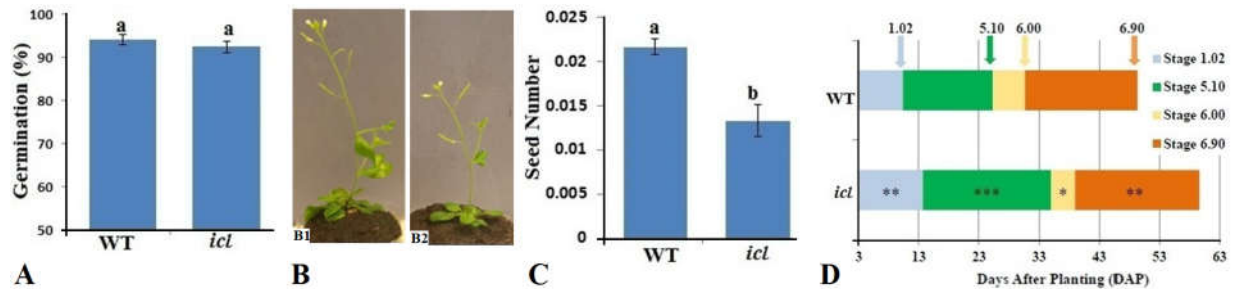 Germination (%)
100
90
80
70
60
50
a
a
WT
icl
A
B1
B2
B
Seed Number
0.025
0.02
0.015
0.01
0.005
0
a
b
WT
icl
C
1.02
5.10
6.00
6.90
Stage 1.02
Stage 5.10
Stage 6.00
Stage 6.90
WT
icl
**
***
*
**
3
13
23
33
43
53
63
Days After Planting (DAP)
D